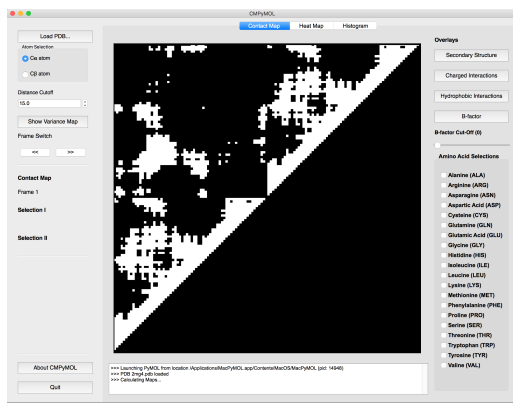 CMPyMOL
Contact Map
Heat Map
Histogram
Load PDB...
Atom Selection
Cα atom
Cβ atom
Distance Cutoff
15.0
Show Variance Map
Frame Switch
<<
>>
Contact Map
Frame 1
Selection I
Selection II
About CMPyMOL
Quit
>>> Launching PyMOL from location /Applications/MacPyMOL.app/Contents/MacOS/MacPyMOL (pid: 14948)
>>> PDB 2mg4.pdb loaded
>>> Calculating Maps...
Overlays
Secondary Structure
Charged Interactions
Hydrophobic Interactions
B-factor
B-factor Cut-Off (0)
Amino Acid Selections
Alanine (ALA)
Arginine (ARG)
Asparagine (ASN)
Aspartic Acid (ASP)
Cysteine (CYS)
Glutamine (GLN)
Glutamic Acid (GLU)
Glycine (GLY)
Histidine (HIS)
Isoleucine (ILE)
Leucine (LEU)
Lysine (LYS)
Methionine (MET)
Phenylalanine (PHE)
Proline (PRO)
Serine (SER)
Threonine (THR)
Tryptophan (TRP)
Tyrosine (TYR)
Valine (VAL)